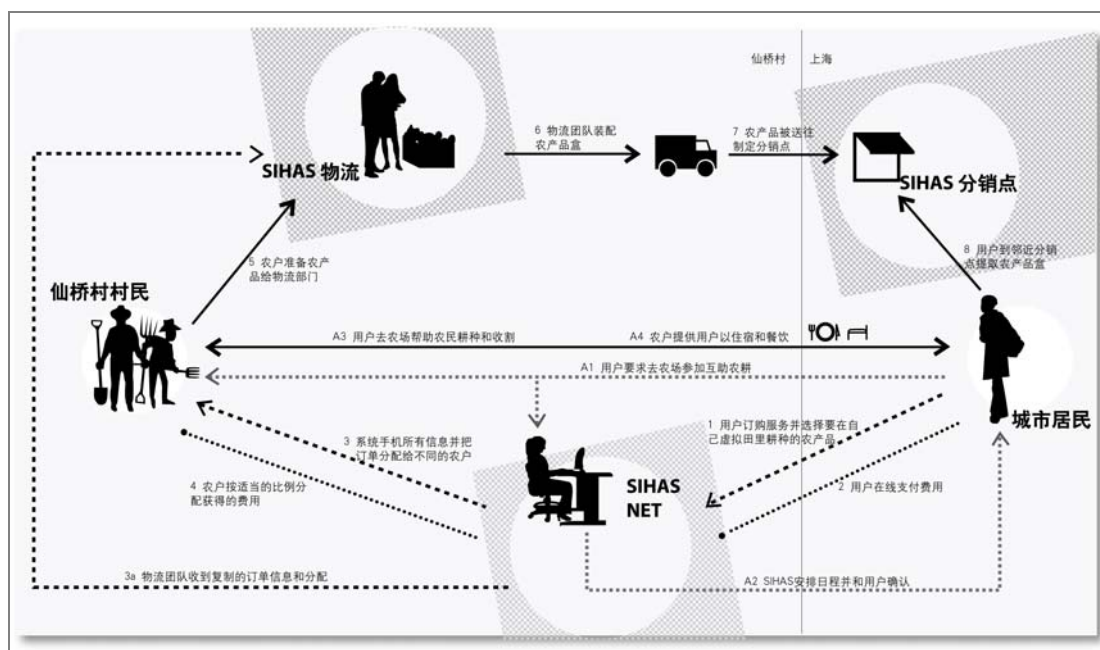 仙桥村 上海
6 物流团队装配
农产品盒
7 农产品被送往
制定分销点
SIHAS 物流
SIHAS 分销点
5 农户准备农产
品给物流部门
8 用户到邻近分销
点提取农产品盒
仙桥村村民
A3 用户去农场帮助农民耕种和收割
A4 农户提供用户以住宿和餐饮
A1 用户要求去农场参加互助农耕
城市居民
1 用户订购服务并选择要在自
己虚拟田里耕种的农产品
3 系统手机所有信息并把
订单分配给不同的农户
4 农户按适当的比例分
配获得的费用
SIHAS
NET
2 用户在线支付费用
3a 物流团队收到复制的订单信息和分配
A2 SIHAS安排日程并和用户确认